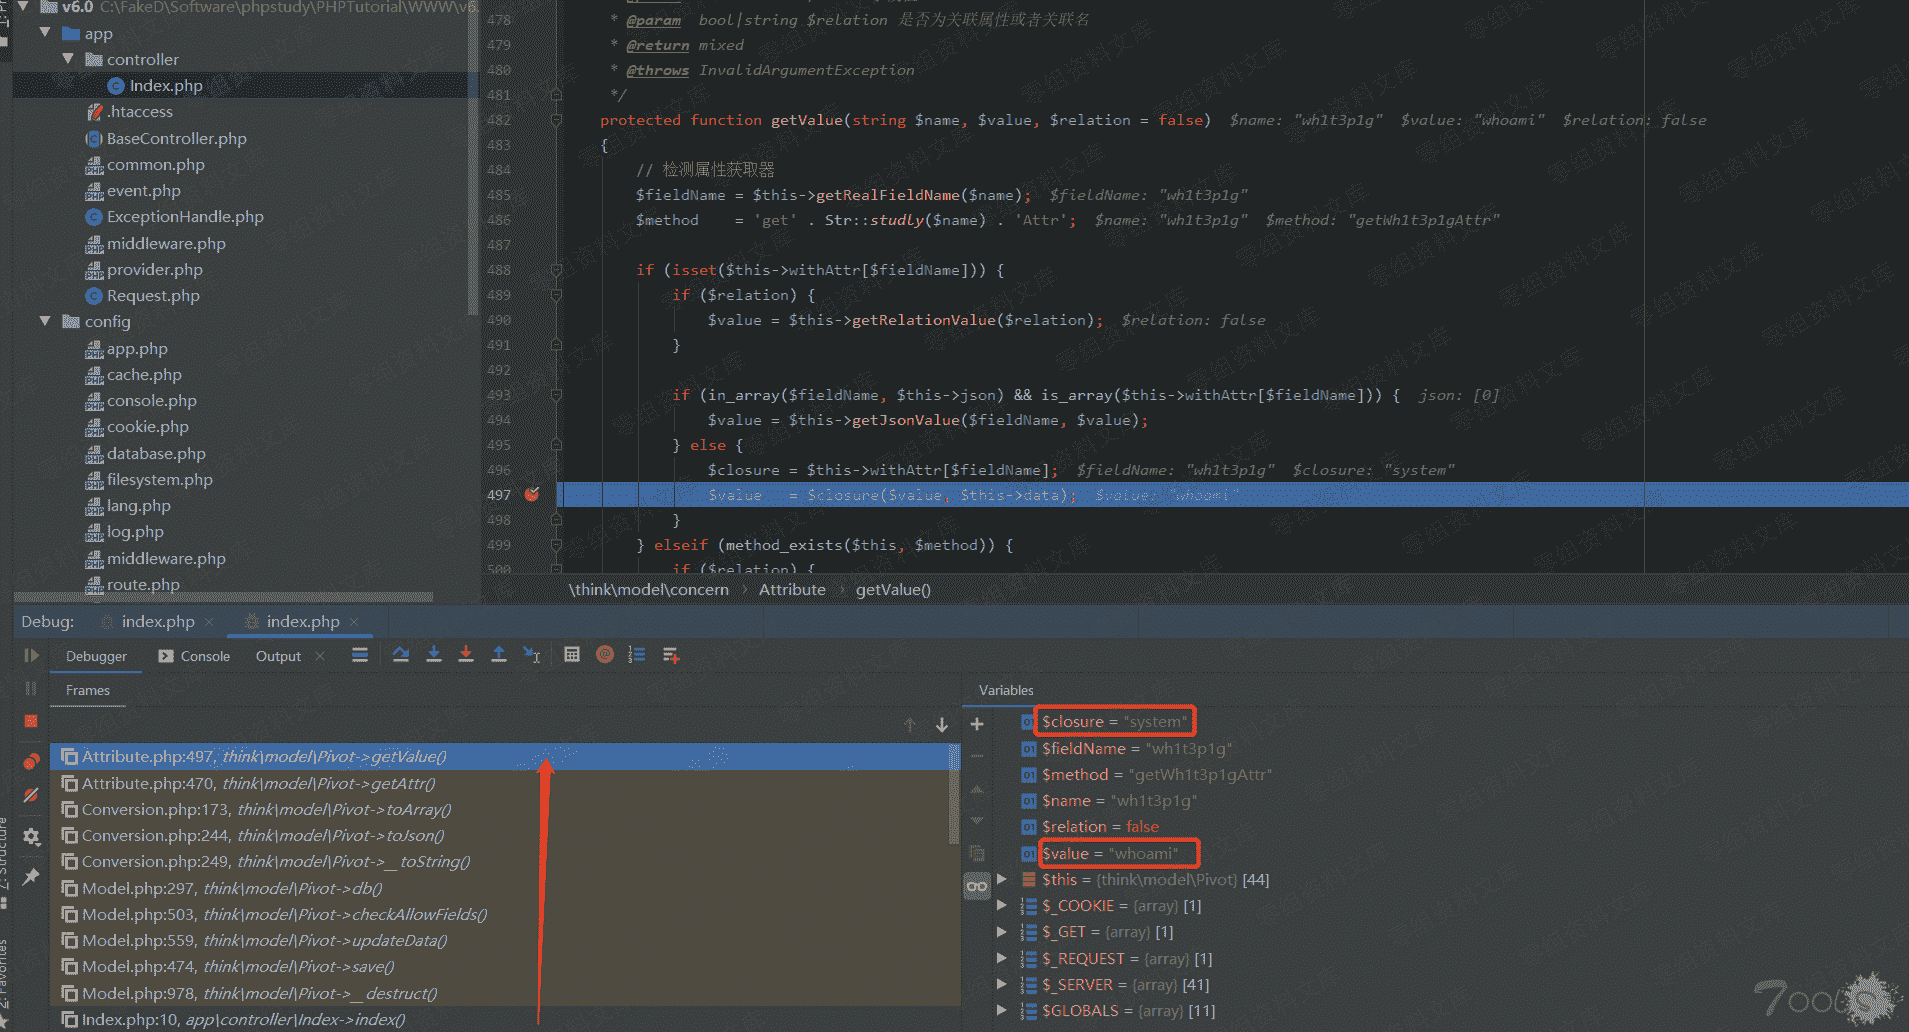 v6.0 C:\FakeD\Software\phpstudy\PHPTutorial\WWW\v6.
app
controller
Index.php
.htaccess
BaseController.php
common.php
event.php
ExceptionHandle.php
middleware.php
provider.php
Request.php
config
app.php
cache.php
console.php
cookie.php
database.php
filesystem.php
lang.php
log.php
middleware.php
route.php
478 * @param bool|string $relation 是否为关联属性或者关联名
479 * @return mixed
480 * @throws InvalidArgumentException
481 */
482 protected function getValue(string $name, $value, $relation = false) $name: "wh1t3p1g" $value: "whoami" $relation: false
483 {
484 // 检测属性获取器
485 $fieldName = $this->getRealFieldName($name); $fieldName: "wh1t3p1g"
486 $method = 'get' . Str::studly($name) . 'Attr'; $name: "wh1t3p1g" $method: "getWh1t3p1gAttr"
487
488 if (isset($this->withAttr[$fieldName])) {
489 if ($relation) {
490 $value = $this->getRelationValue($relation); $relation: false
491 }
492
493 if (in_array($fieldName, $this->json) && is_array($this->withAttr[$fieldName])) { json: [0]
494 $value = $this->getJsonValue($fieldName, $value);
495 } else {
496 $closure = $this->withAttr[$fieldName]; $fieldName: "wh1t3p1g" $closure: "system"
497 $value = $closure($value, $this->data); $value: "whoami"
498 }
499 } elseif (method_exists($this, $method)) {
500 if ($relation) {
\think\model\concern › Attribute › getValue()
Debug: index.php × index.php ×
Debugger Console Output ×
Frames
Attribute.php:497, think\model\Pivot->getValue()
Attribute.php:470, think\model\Pivot->getAttr()
Conversion.php:173, think\model\Pivot->toArray()
Conversion.php:244, think\model\Pivot->toJson()
Conversion.php:249, think\model\Pivot->__toString()
Model.php:297, think\model\Pivot->db()
Model.php:503, think\model\Pivot->checkAllowFields()
Model.php:559, think\model\Pivot->updateData()
Model.php:474, think\model\Pivot->save()
Model.php:978, think\model\Pivot->__destruct()
Index.php:10, app\controller\Index->index()
Variables
$closure = "system"
$fieldName = "wh1t3p1g"
$method = "getWh1t3p1gAttr"
$name = "wh1t3p1g"
$relation = false
$value = "whoami"
$this = {think\model\Pivot} [44]
$_COOKIE = {array} [1]
$_GET = {array} [1]
$_REQUEST = {array} [1]
$_SERVER = {array} [41]
$GLOBALS = {array} [11]
7: Structure
2: Favorites
零组资料文库